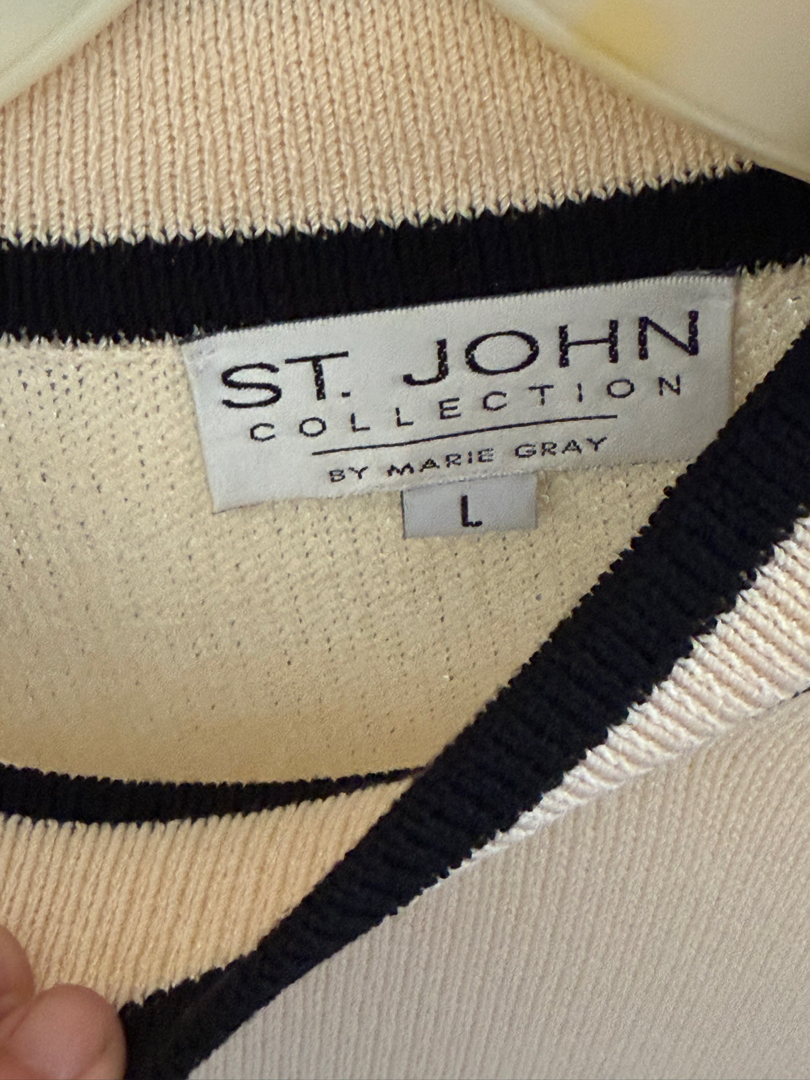 ST. JOHN
COLLECTION
BY MARIE GRAY
L